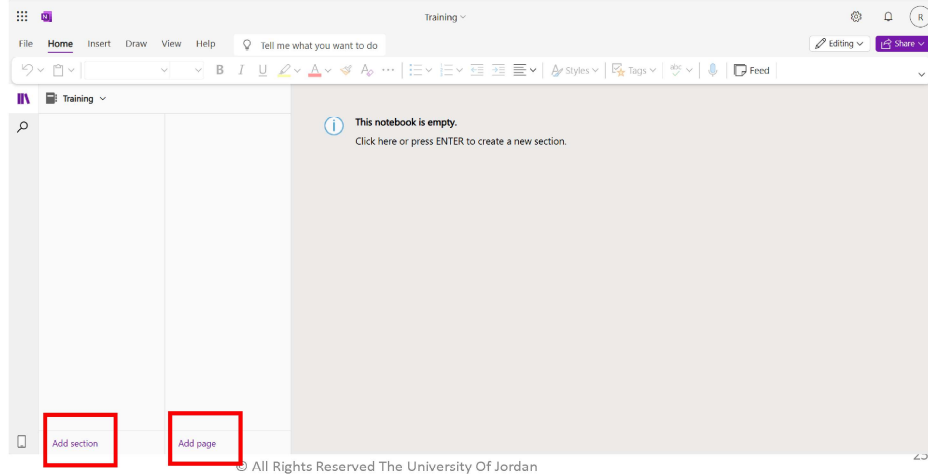 Training
R
File Home Insert Draw View Help Tell me what you want to do Editing Share
B I U A A Styles Tags abc Feed
Training
This notebook is empty.
Click here or press ENTER to create a new section.
Add section Add page
© All Rights Reserved The University Of Jordan